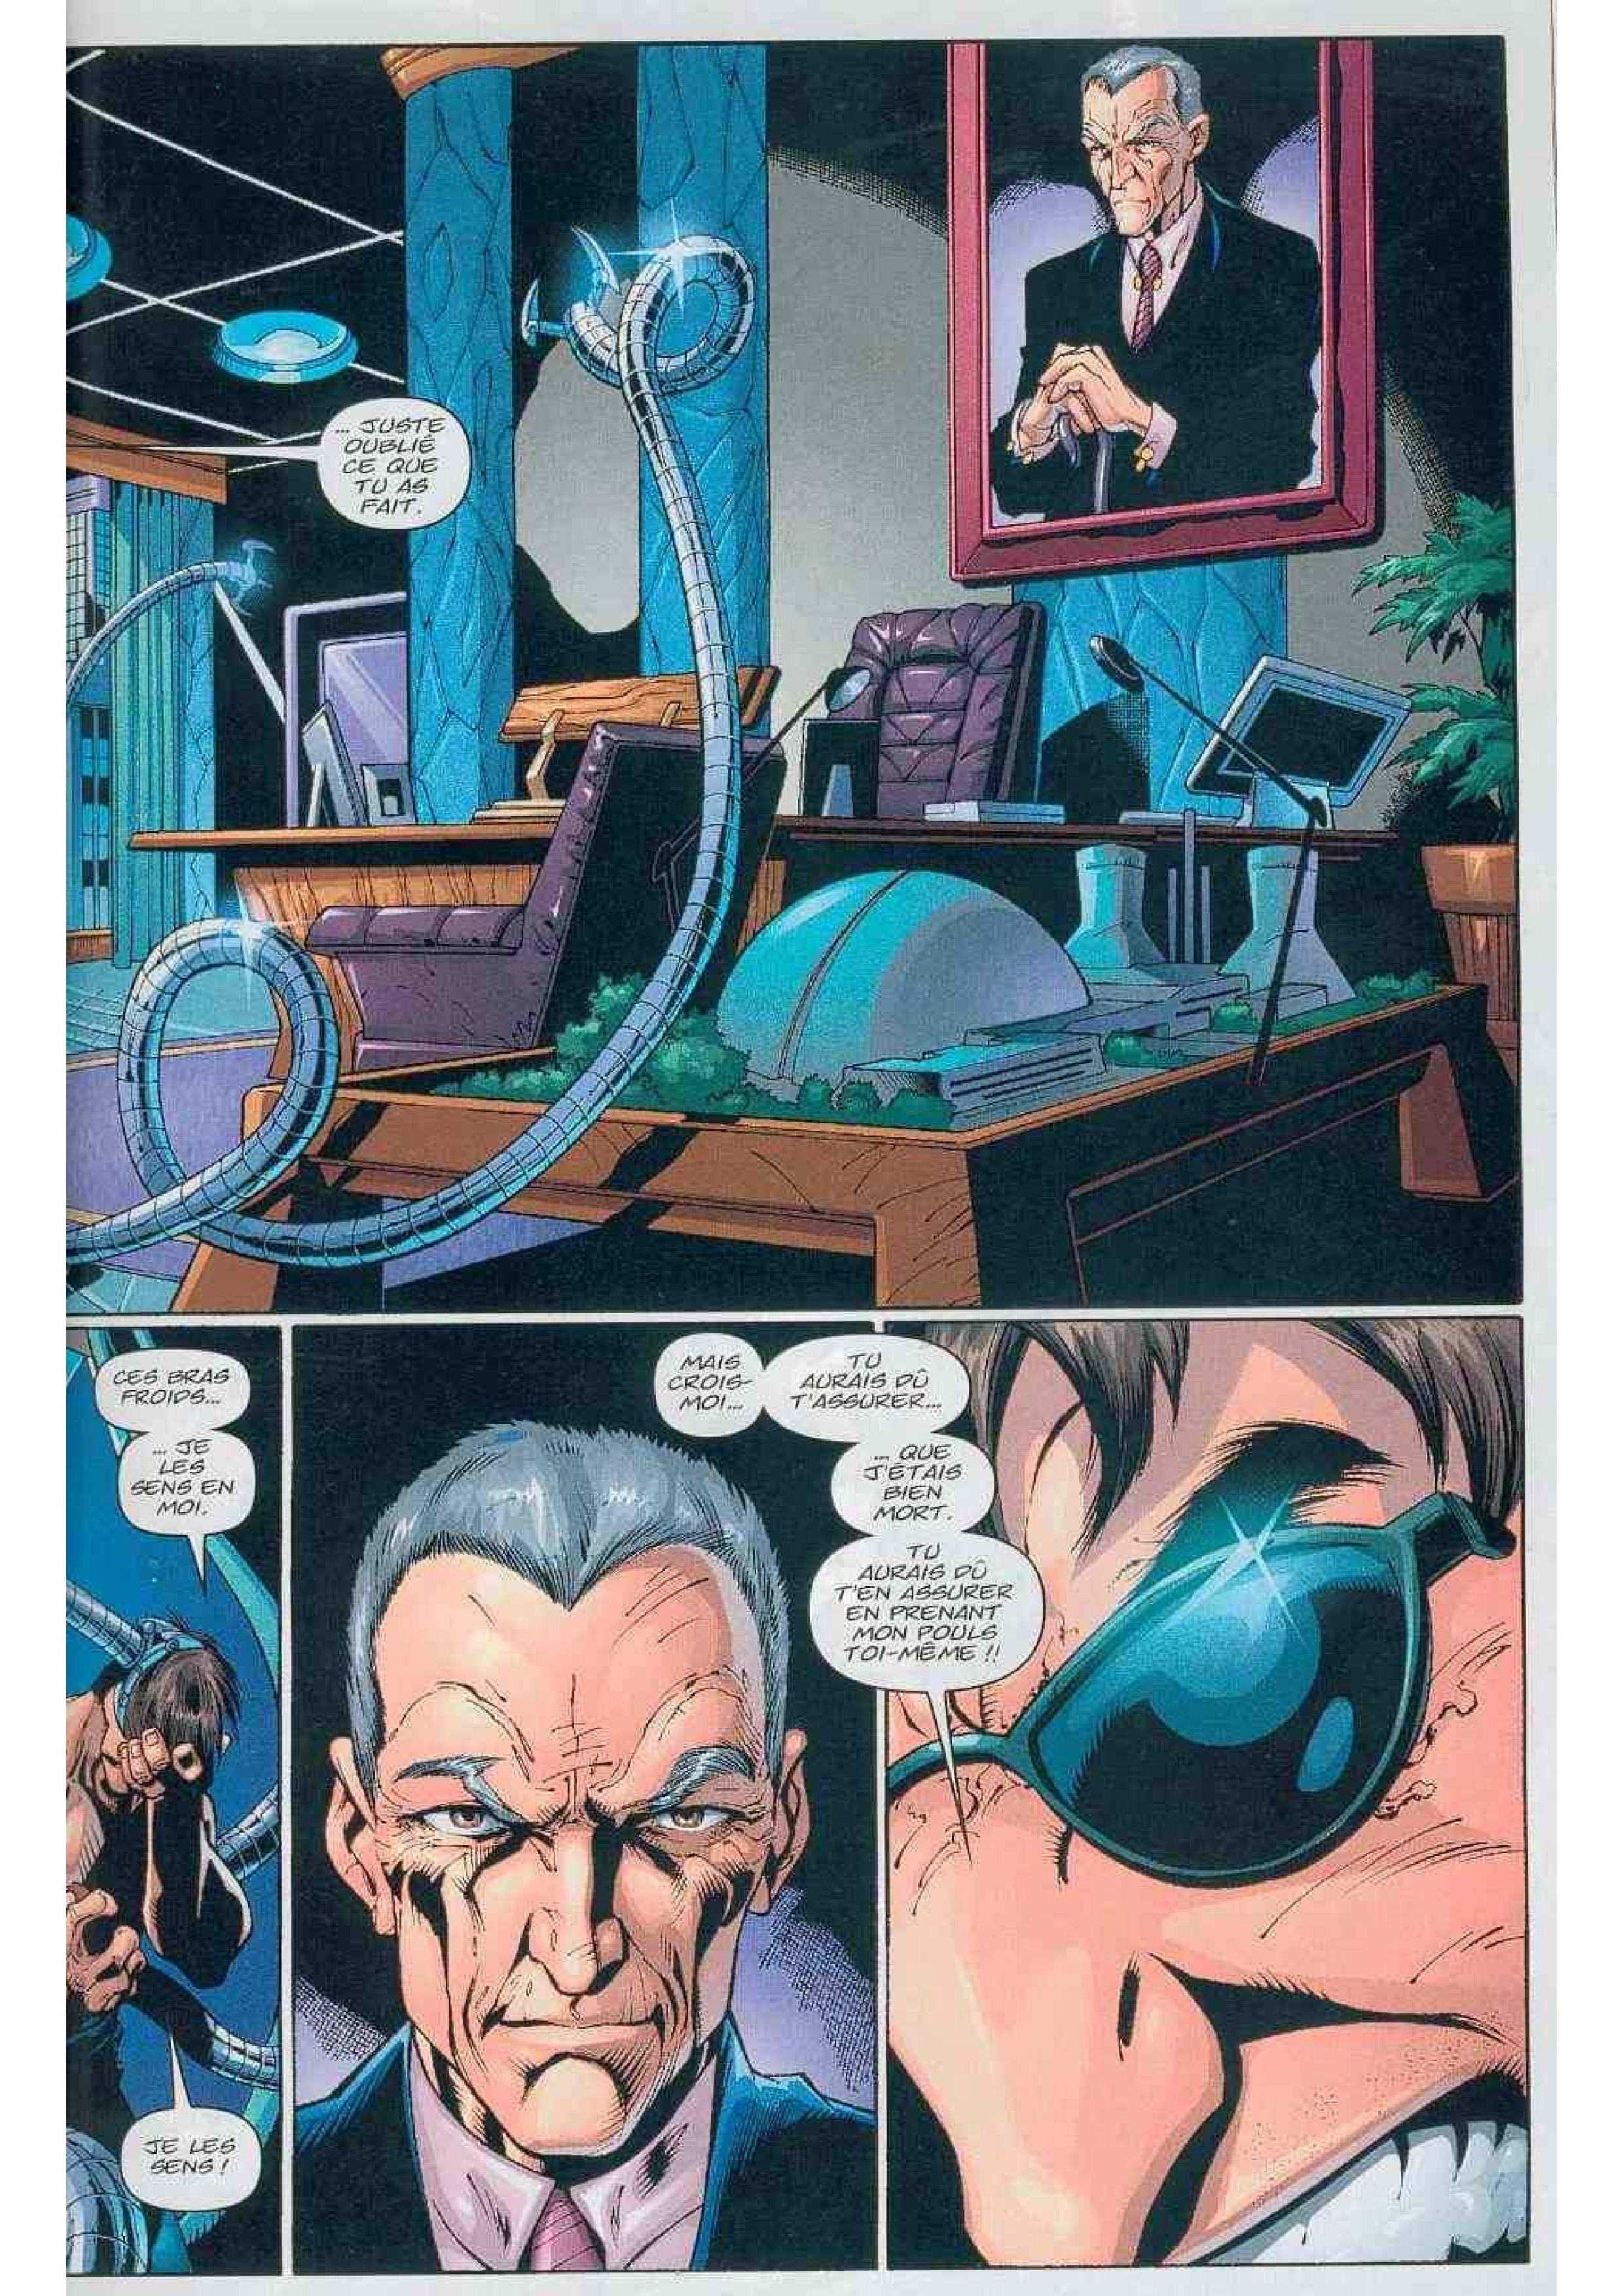 ... JUSTE
OUBLIÉ
CE QUE
TU AS
FAIT.
CES BRAS
FROIDS...
... JE
LES
SENS EN
MOI.
JE LES
SENS !
MAIS
CROIS-
MOI...
TU
AURAIS DÛ
T'ASSURER...
... QUE
J'ÉTAIS
BIEN
MORT.
TU
AURAIS DÛ
T'EN ASSURER
EN PRENANT
MON POULS
TOI-MÊME !!